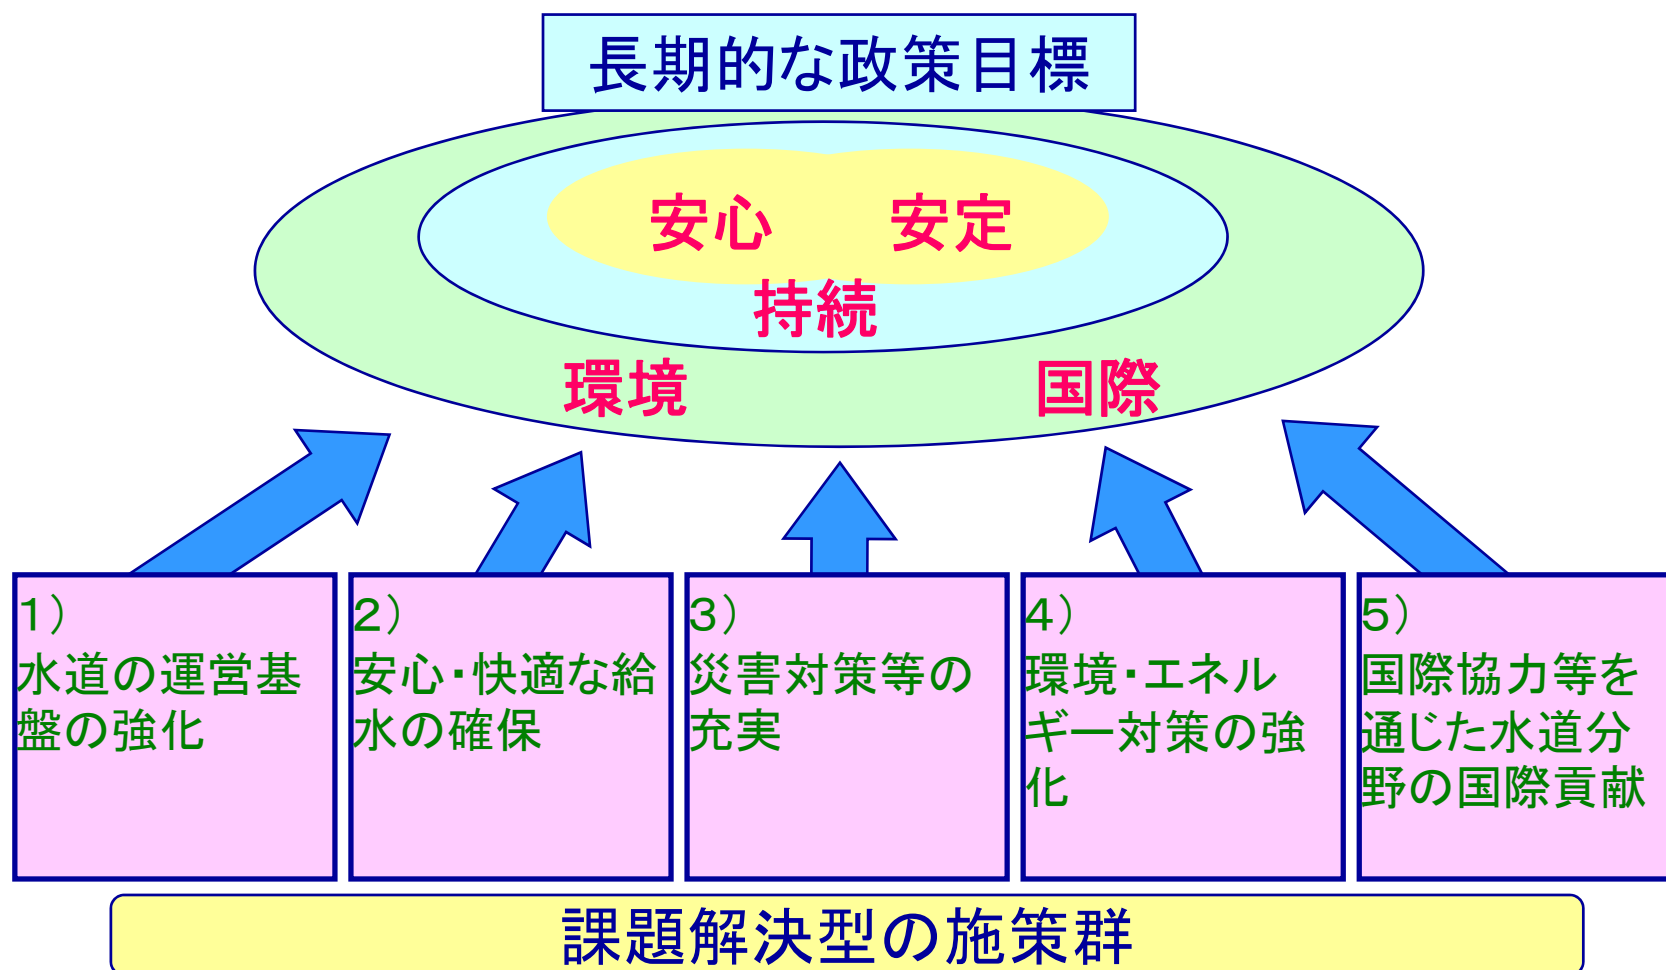 長期的な政策目標
安心 安定
持続
環境 国際
1）
水道の運営基
盤の強化
2）
安心・快適な給
水の確保
3）
災害対策等の
充実
4）
環境・エネル
ギー対策の強
化
5）
国際協力等を
通じた水道分
野の国際貢献
課題解決型の施策群